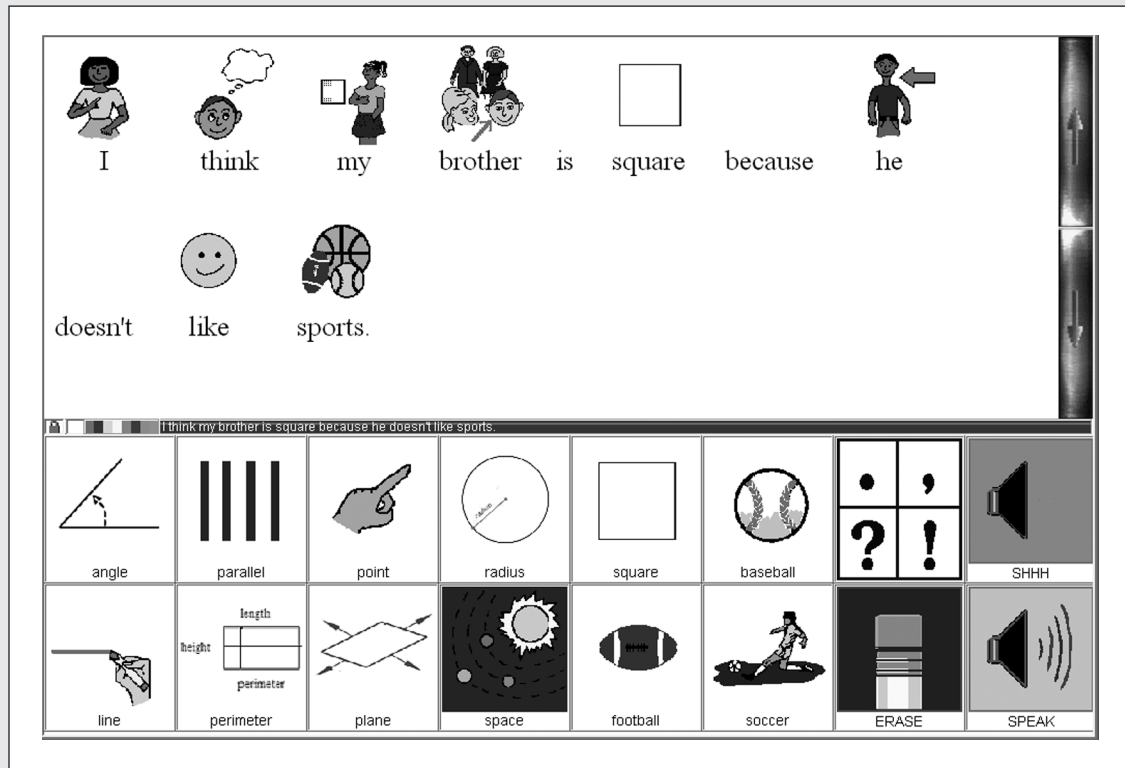 I think my brother is square because he
doesn't like sports.
I think my brother is square because he doesn't like sports.
angle parallel point radius square baseball . , ? ! SHHH
length
height
perimeter
line perimeter plane space football soccer ERASE SPEAK